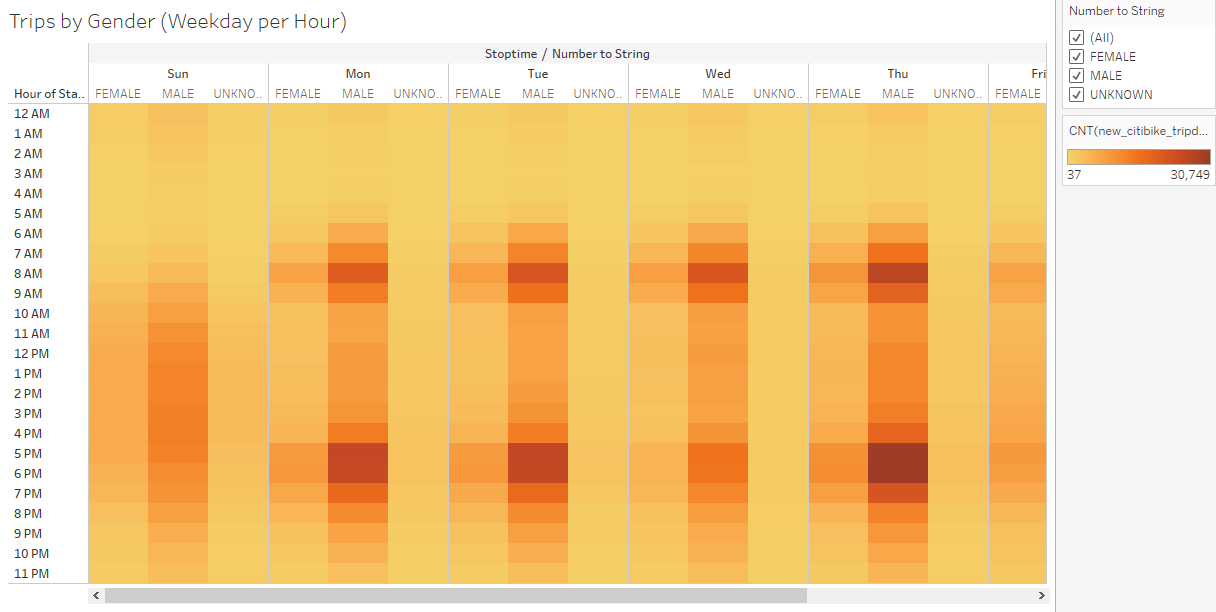 Trips by Gender (Weekday per Hour)
Stoptime / Number to String
Sun Mon Tue Wed Thu Fri
Hour of Sta.. FEMALE MALE UNKNO.. FEMALE MALE UNKNO.. FEMALE MALE UNKNO.. FEMALE MALE UNKNO.. FEMALE MALE UNKNO.. FEMALE
12 AM
1 AM
2 AM
3 AM
4 AM
5 AM
6 AM
7 AM
8 AM
9 AM
10 AM
11 AM
12 PM
1 PM
2 PM
3 PM
4 PM
5 PM
6 PM
7 PM
8 PM
9 PM
10 PM
11 PM
Number to String
(All)
FEMALE
MALE
UNKNOWN
CNT(new_citibike_tripd...
37 30,749